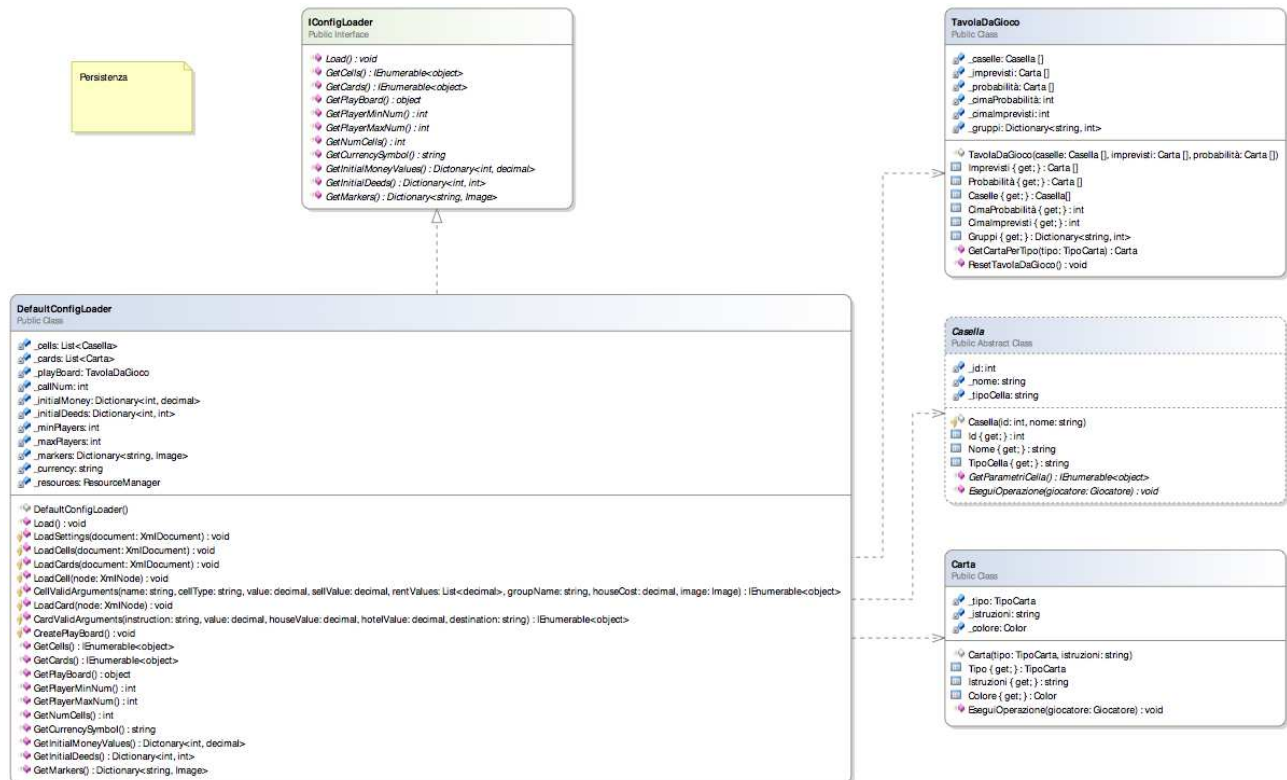 Persistenza
IConfigLoader
Public Interface
Load() : void
GetCells() : IEnumerable<object>
GetCards() : IEnumerable<object>
GetPlayBoard() : object
GetPlayerMinNum() : int
GetPlayerMaxNum() : int
GetNumCells() : int
GetCurrencySymbol() : string
GetInitialMoneyValues() : Dictonary<int, decimal>
GetInitialDeeds() : Dictionary<int, int>
GetMarkers() : Dictionary<string, Image>
DefaultConfigLoader
Public Class
_cells: List<Casella>
_cards: List<Carta>
_playBoard: TavolaDaGioco
_callNum: int
_initialMoney: Dictionary<int, decimal>
_initialDeeds: Dictionary<int, int>
_minPlayers: int
_maxPlayers: int
_markers: Dictionary<string, Image>
_currency: string
_resources: ResourceManager
DefaultConfigLoader()
Load() : void
LoadSettings(document: XmlDocument) : void
LoadCells(document: XmlDocument) : void
LoadCards(document: XmlDocument) : void
LoadCell(node: XmlNode) : void
CellValidArguments(name: string, cellType: string, value: decimal, sellValue: decimal, rentValues: List<decimal>, groupName: string, houseCost: decimal, image: Image) : IEnumerable<object>
LoadCard(node: XmlNode) : void
CardValidArguments(instruction: string, value: decimal, houseValue: decimal, hotelValue: decimal, destination: string) : IEnumerable<object>
CreatePlayBoard() : void
GetCells() : IEnumerable<object>
GetCards() : IEnumerable<object>
GetPlayBoard() : object
GetPlayerMinNum() : int
GetPlayerMaxNum() : int
GetNumCells() : int
GetCurrencySymbol() : string
GetInitialMoneyValues() : Dictonary<int, decimal>
GetInitialDeeds() : Dictionary<int, int>
GetMarkers() : Dictionary<string, Image>
TavolaDaGioco
Public Class
_caselle: Casella []
_imprevisti: Carta []
_probabilità: Carta []
_cimaProbabilità: int
_cimaImprevisti: int
_gruppi: Dictionary<string, int>
TavolaDaGioco(caselle: Casella [], imprevisti: Carta [], probabilità: Carta [])
Imprevisti { get; } : Carta []
Probabilità { get; } : Carta []
Caselle { get; } : Casella[]
CimaProbabilità { get; } : int
CimaImprevisti { get; } : int
Gruppi { get; } : Dictionary<string, int>
GetCartaPerTipo(tipo: TipoCarta) : Carta
ResetTavolaDaGioco() : void
Casella
Public Abstract Class
_id: int
_nome: string
_tipoCella: string
Casella(id: int, nome: string)
Id { get; } : int
Nome { get; } : string
TipoCella { get; } : string
GetParametriCella() : IEnumerable<object>
EseguiOperazione(giocatore: Giocatore) : void
Carta
Public Class
_tipo: TipoCarta
_istruzioni: string
_colore: Color
Carta(tipo: TipoCarta, istruzioni: string)
Tipo { get; } : TipoCarta
Istruzioni { get; } : string
Colore { get; } : Color
EseguiOperazione(giocatore: Giocatore) : void